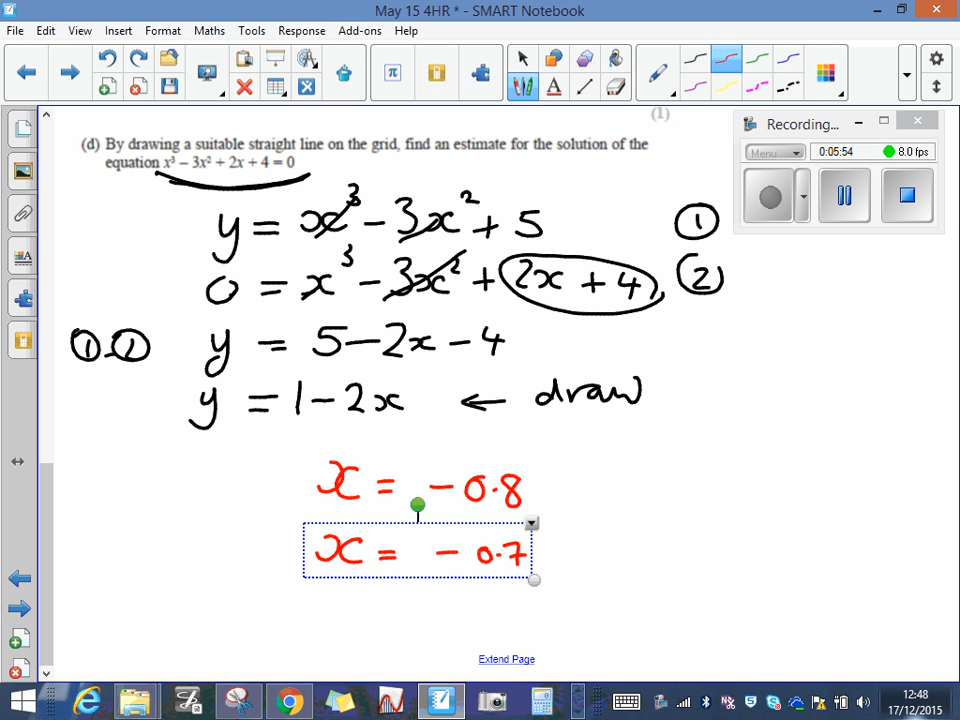 May 15 4HR * - SMART Notebook
File Edit View Insert Format Maths Tools Response Add-ons Help
(1)
Recording...
Menu
0:05:54
8.0 fps
(d) By drawing a suitable straight line on the grid, find an estimate for the solution of the
equation x³ − 3x² + 2x + 4 = 0
y = x³ − 3x² + 5 ①
0 = x³ − 3x² + 2x + 4, ②
①-② y = 5 − 2x − 4
y = 1 − 2x ← draw
x = − 0.8
x = − 0.7
Extend Page
12:48
17/12/2015